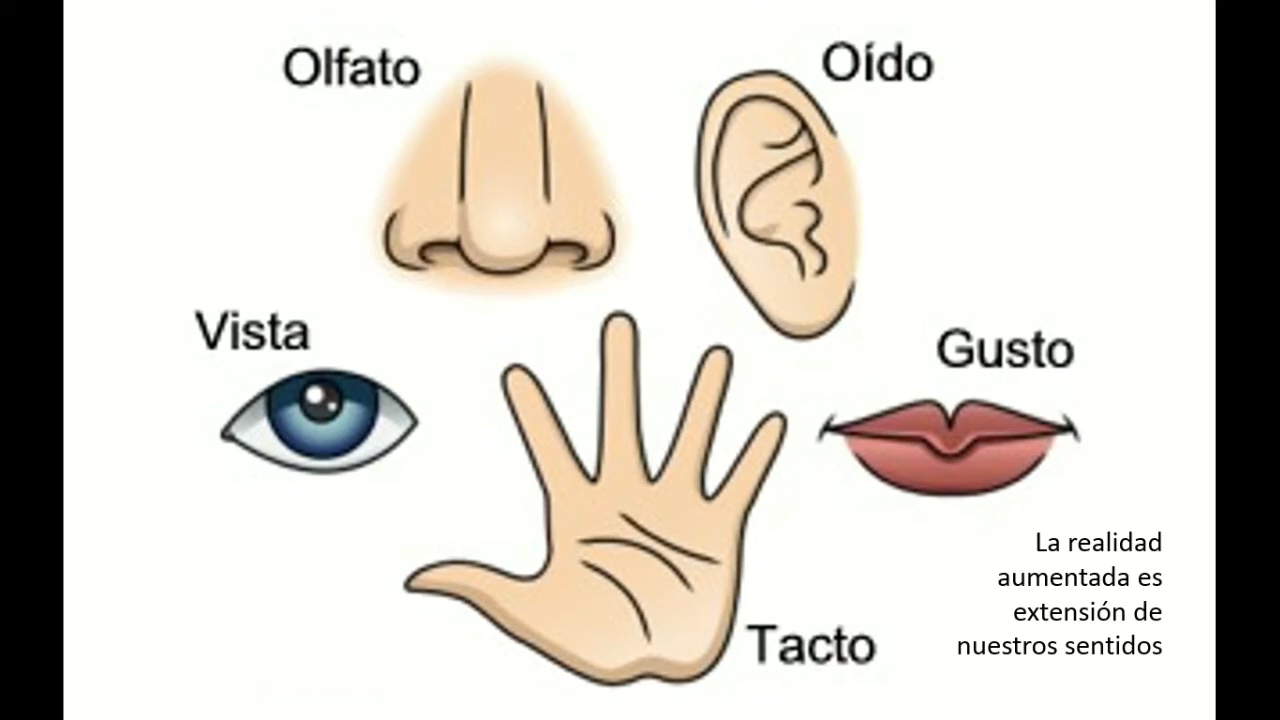 Olfato
Oído
Vista
Gusto
Tacto
La realidad
aumentada es
extensión de
nuestros sentidos